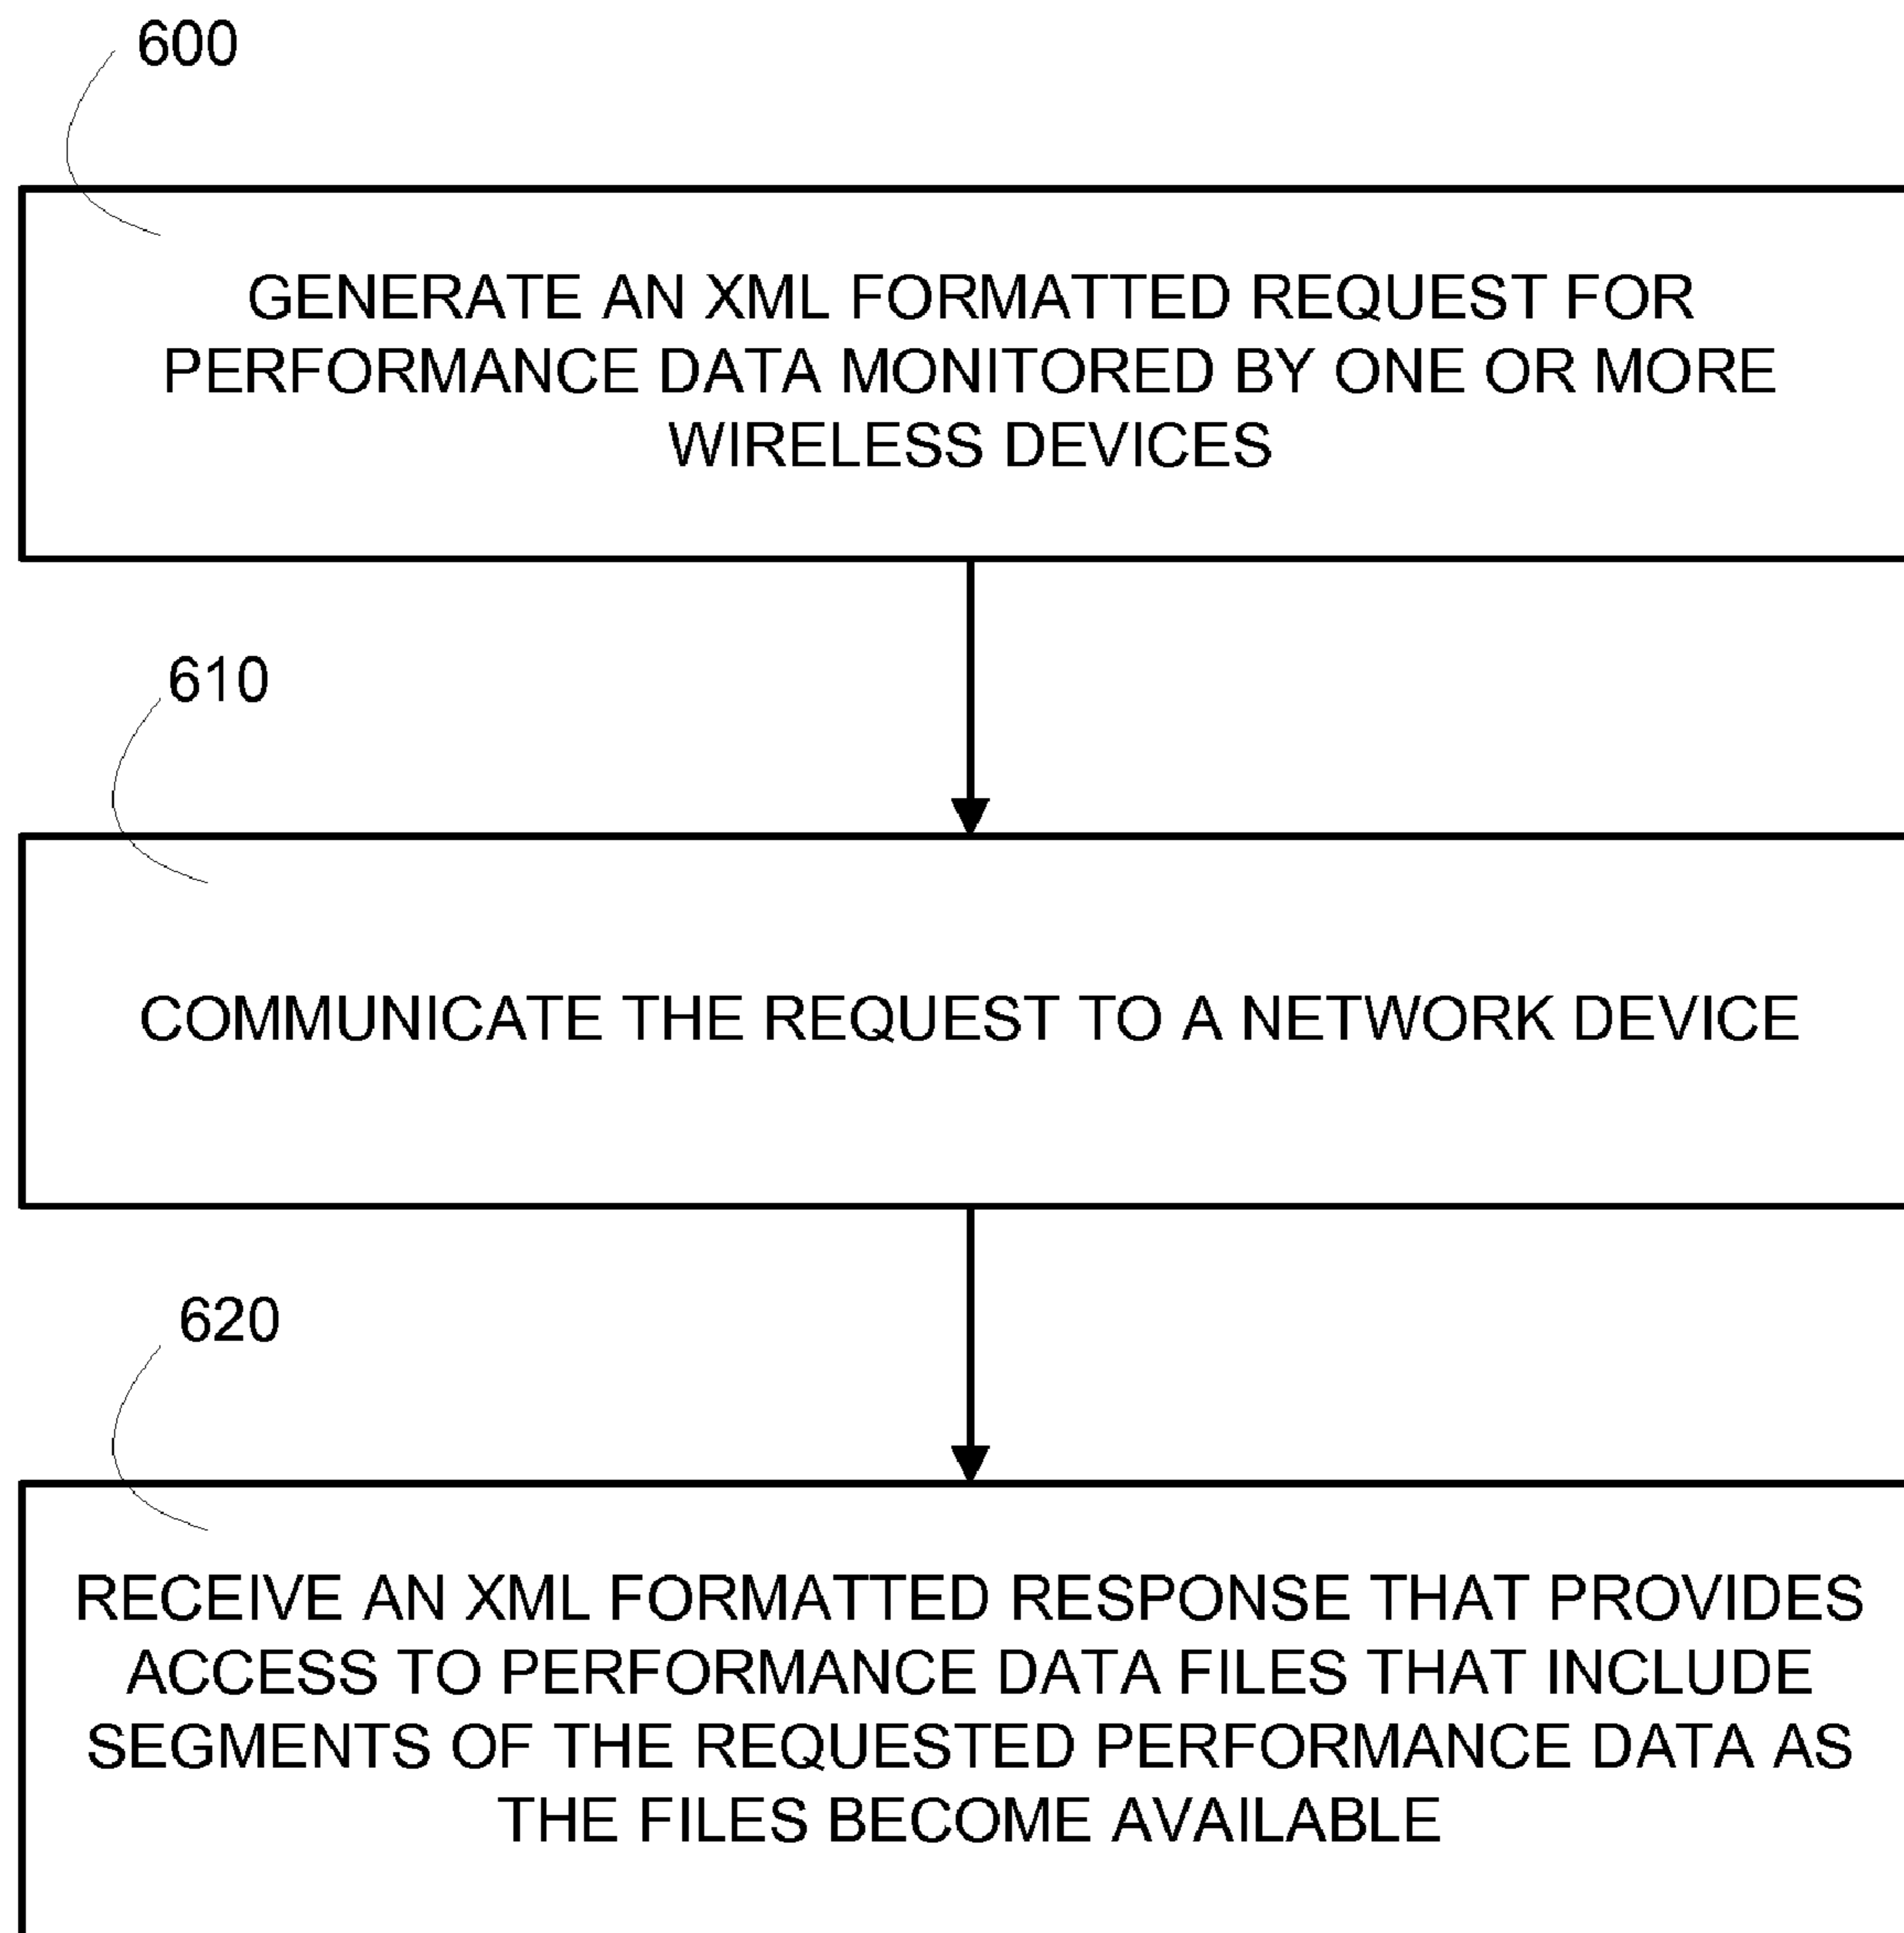 600
GENERATE AN XML FORMATTED REQUEST FOR
PERFORMANCE DATA MONITORED BY ONE OR MORE
WIRELESS DEVICES
610
COMMUNICATE THE REQUEST TO A NETWORK DEVICE
620
RECEIVE AN XML FORMATTED RESPONSE THAT PROVIDES
ACCESS TO PERFORMANCE DATA FILES THAT INCLUDE
SEGMENTS OF THE REQUESTED PERFORMANCE DATA AS
THE FILES BECOME AVAILABLE